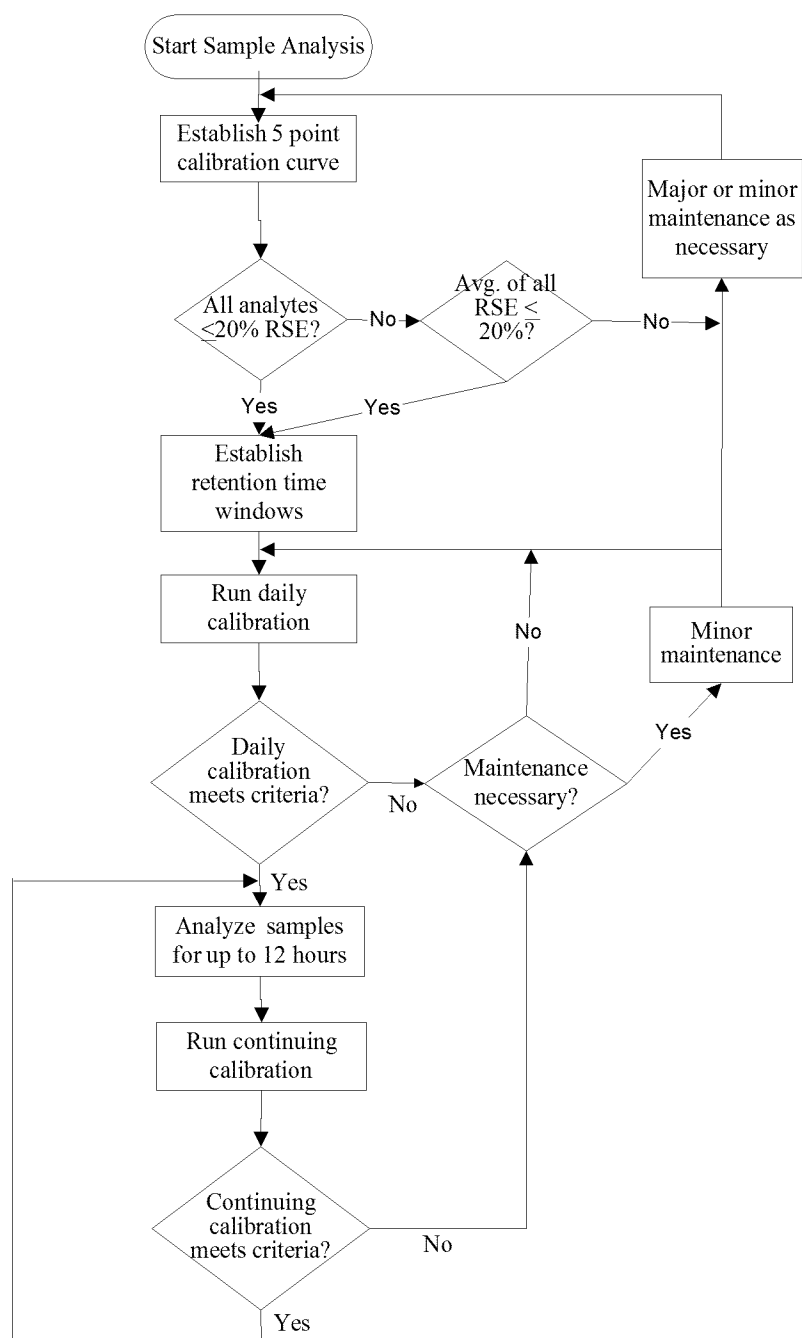 Start Sample Analysis
Establish 5 point
calibration curve
Major or minor
maintenance as
necessary
All analytes
≤20% RSE?
No
Avg. of all
RSE ≤
20%?
No
Yes
Yes
Establish
retention time
windows
Run daily
calibration
No
Minor
maintenance
Daily
calibration
meets criteria?
No
Maintenance
necessary?
Yes
Yes
Analyze samples
for up to 12 hours
Run continuing
calibration
Continuing
calibration
meets criteria?
No
Yes